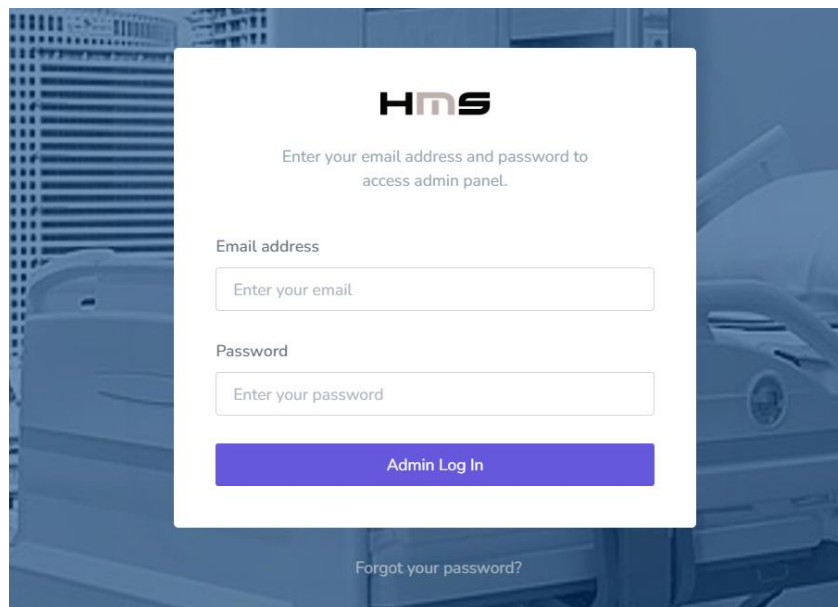 HMS
Enter your email address and password to
access admin panel.
Email address
Enter your email
Password
Enter your password
Admin Log In
Forgot your password?